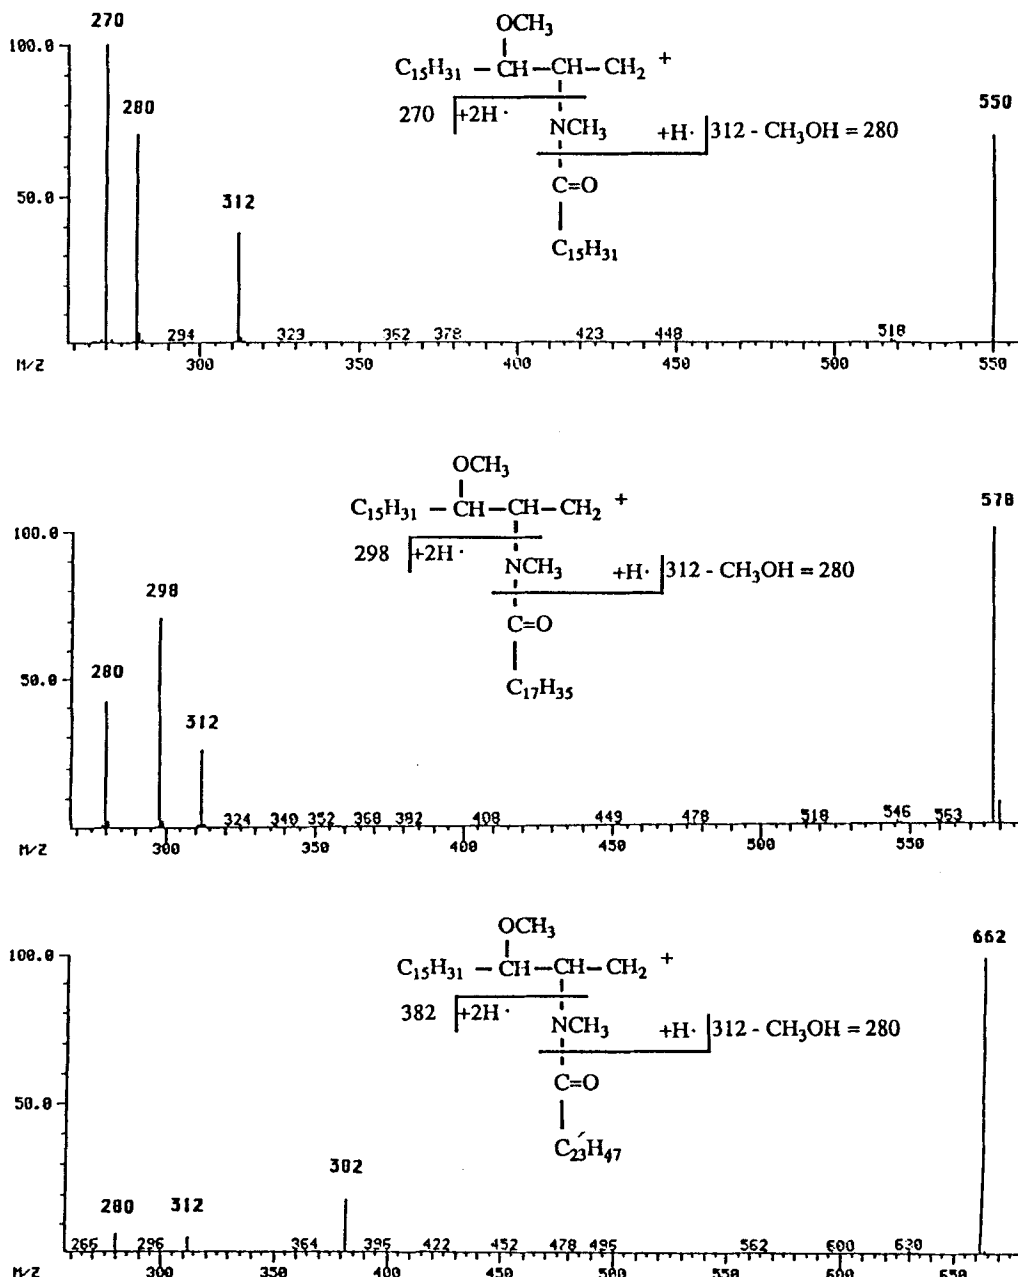 270
100.0
280
50.0
312
550
OCH3
C15H31 – CH – CH – CH2 +
270 +2H·
NCH3
+H· 312 - CH3OH = 280
C=O
C15H31
294 323 362 378 423 448 518
M/Z 300 350 400 450 500 550
578
100.0
298
280
50.0
312
OCH3
C15H31 – CH – CH – CH2 +
298 +2H·
NCH3
+H· 312 - CH3OH = 280
C=O
C17H35
324 340 352 368 382 408 449 478 518 546 563
M/Z 300 350 400 450 500 550
662
100.0
50.0
382
280 312
OCH3
C15H31 – CH – CH – CH2 +
382 +2H·
NCH3
+H· 312 - CH3OH = 280
C=O
C23H47
266 296 364 396 422 452 478 496 562 600 630
M/Z 300 350 400 450 500 550 600 650